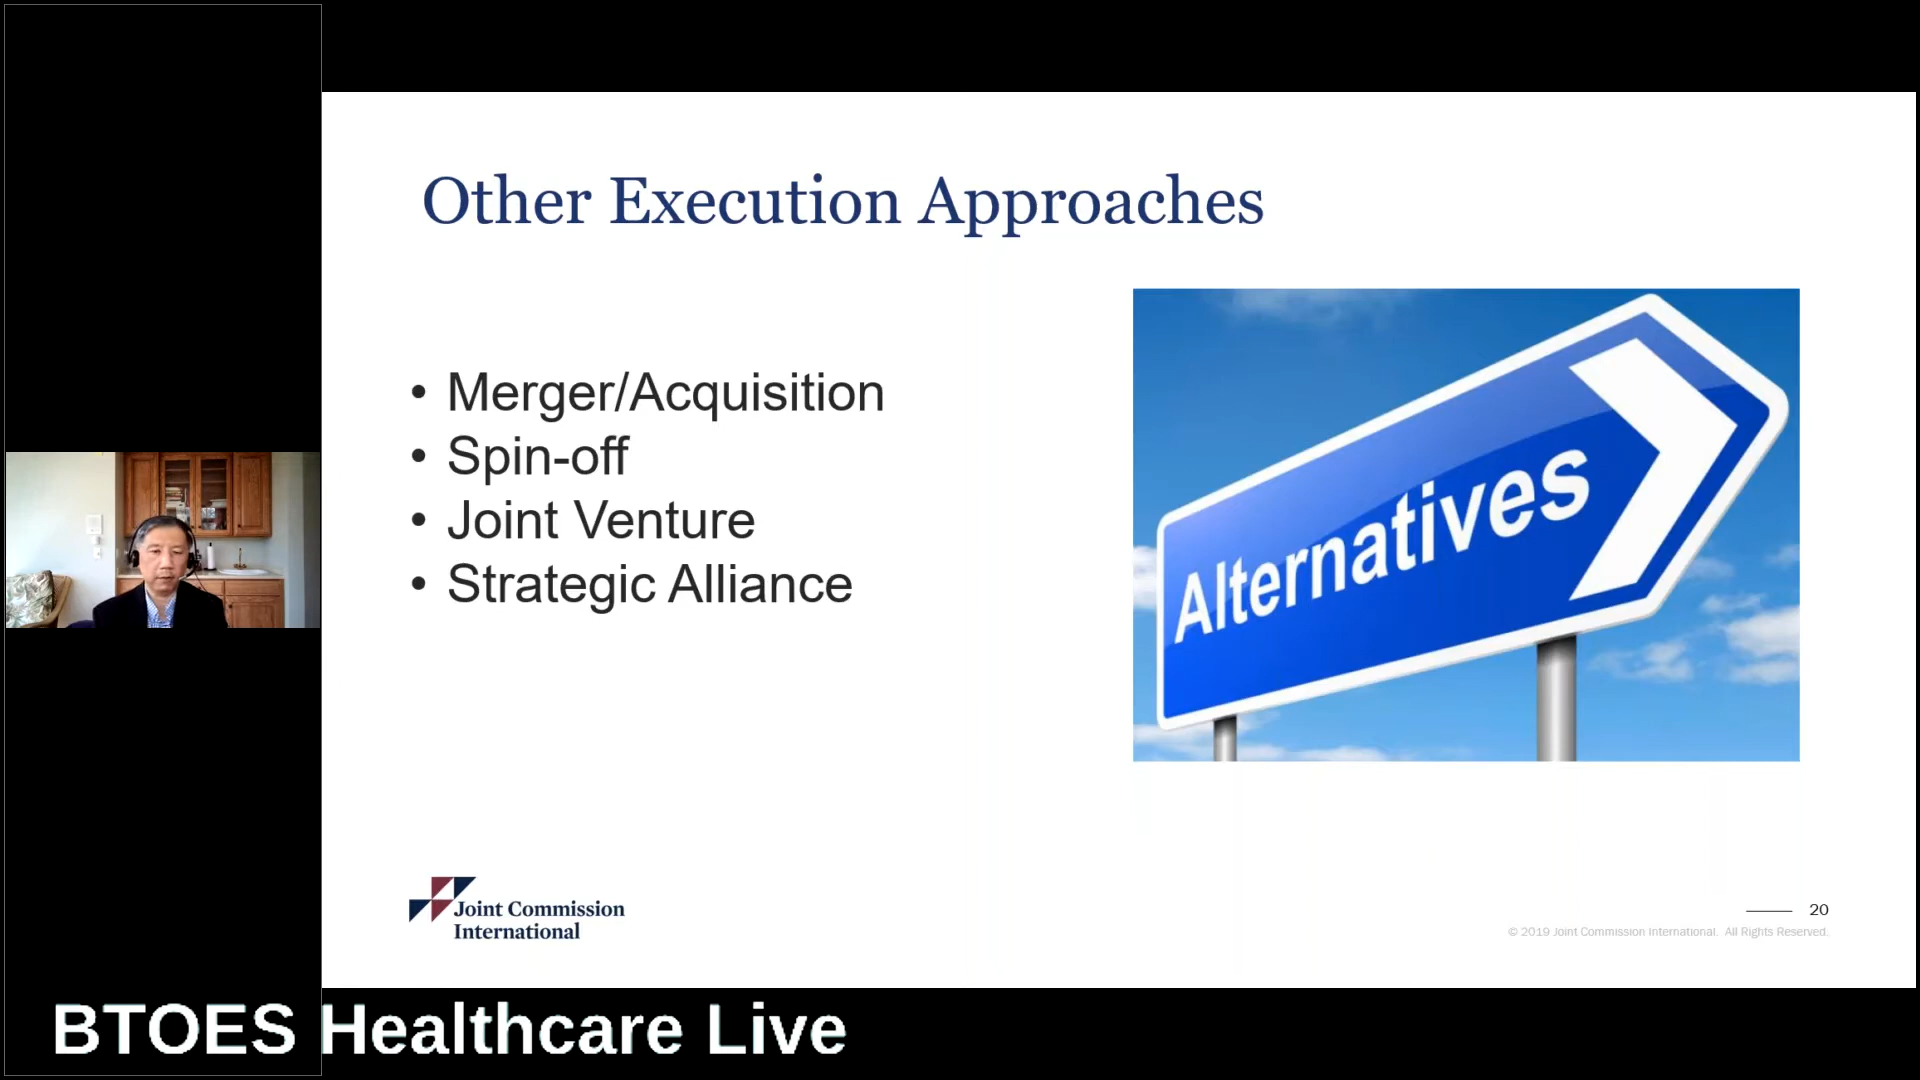 Other Execution Approaches
• Merger/Acquisition
• Spin-off
• Joint Venture
• Strategic Alliance
Alternatives
Joint Commission
International
20
© 2019 Joint Commission International. All Rights Reserved.
BTOES Healthcare Live